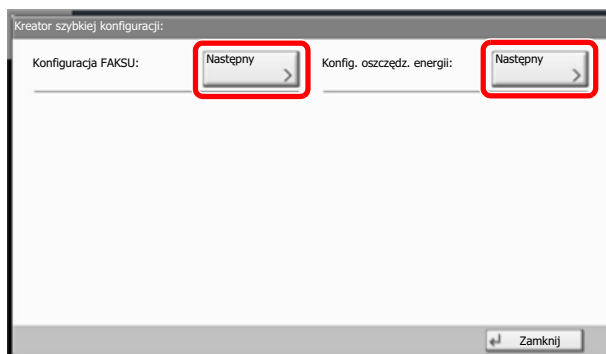 Kreator szybkiej konfiguracji:
Konfiguracja FAKSU: Następny Konfig. oszczędz. energii: Następny
Zamknij